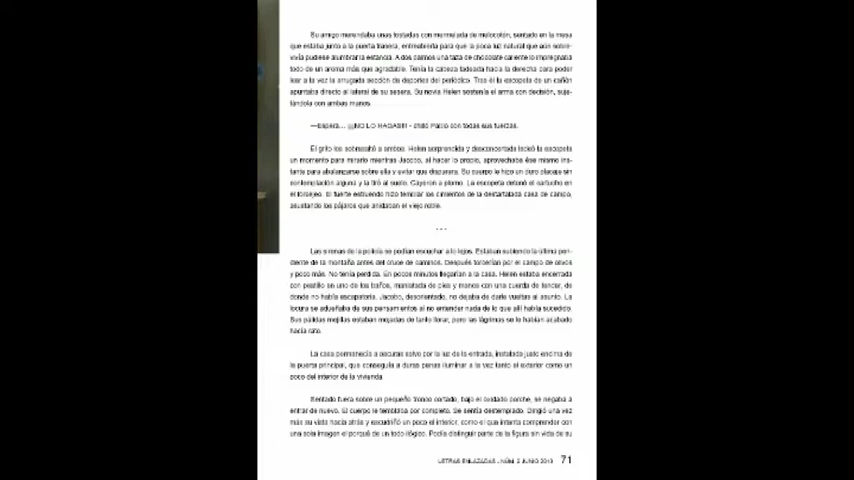 Su amigo merendaba unas tostadas con mermelada de melocotón, sentado en la mesa
que estaba junto a la puerta trasera, entreabierta para que la poca luz natural que aún sobre-
vivía pudiese alumbrar la estancia. A dos palmos una taza de chocolate caliente lo impregnaba
todo de un aroma más que agradable. Tenía la cabeza ladeada hacia la derecha para poder
leer a la vez la arrugada sección de deportes del periódico. Tras él la escopeta de un cañón
apuntaba directo al lateral de su sesera. Su novia Helen sostenía el arma con decisión, suje-
tándola con ambas manos.
—Espera... ¡¡¡NO LO HAGAS!!! - chilló Pablo con todas sus fuerzas.
El grito los sobresaltó a ambos. Helen sorprendida y desconcertada ladeó la escopeta
un momento para mirarlo mientras Jacobo, al hacer lo propio, aprovechaba ése mismo ins-
tante para abalanzarse sobre ella y evitar que disparara. Su cuerpo le hizo un duro placaje sin
contemplación alguna y la tiró al suelo. Cayeron a plomo. La escopeta detonó el cartucho en
el forcejeo. El fuerte estruendo hizo temblar los cimientos de la destartalada casa de campo,
asustando los pájaros que anidaban el viejo roble.
...
Las sirenas de la policía se podían escuchar a lo lejos. Estaban subiendo la última pen-
diente de la montaña antes del cruce de caminos. Después torcerían por el campo de olivos
y poco más. No tenía perdida. En pocos minutos llegarían a la casa. Helen estaba encerrada
con pestillo en uno de los baños, maniatada de pies y manos con una cuerda de tender, de
donde no había escapatoria. Jacobo, desorientado, no dejaba de darle vueltas al asunto. La
locura se adueñaba de sus pensamientos al no entender nada de lo que allí había sucedido.
Sus pálidas mejillas estaban mojadas de tanto llorar, pero las lágrimas se le habían acabado
hacía rato.
La casa permanecía a oscuras salvo por la luz de la entrada, instalada justo encima de
la puerta principal, que conseguía a duras penas iluminar a la vez tanto el exterior como un
poco del interior de la vivienda.
Sentado fuera sobre un pequeño tronco cortado, bajo el cuidado porche, se negaba a
entrar de nuevo. El cuerpo le temblaba por completo. Se sentía destemplado. Dirigió una vez
más su vista hacia atrás y escudriñó un poco el interior, como el que intenta comprender con
una sola imagen el porqué de un todo ilógico. Podía distinguir parte de la figura sin vida de su
LETRAS ENLAZADAS - NÚM. 2 JUNIO 2013 71